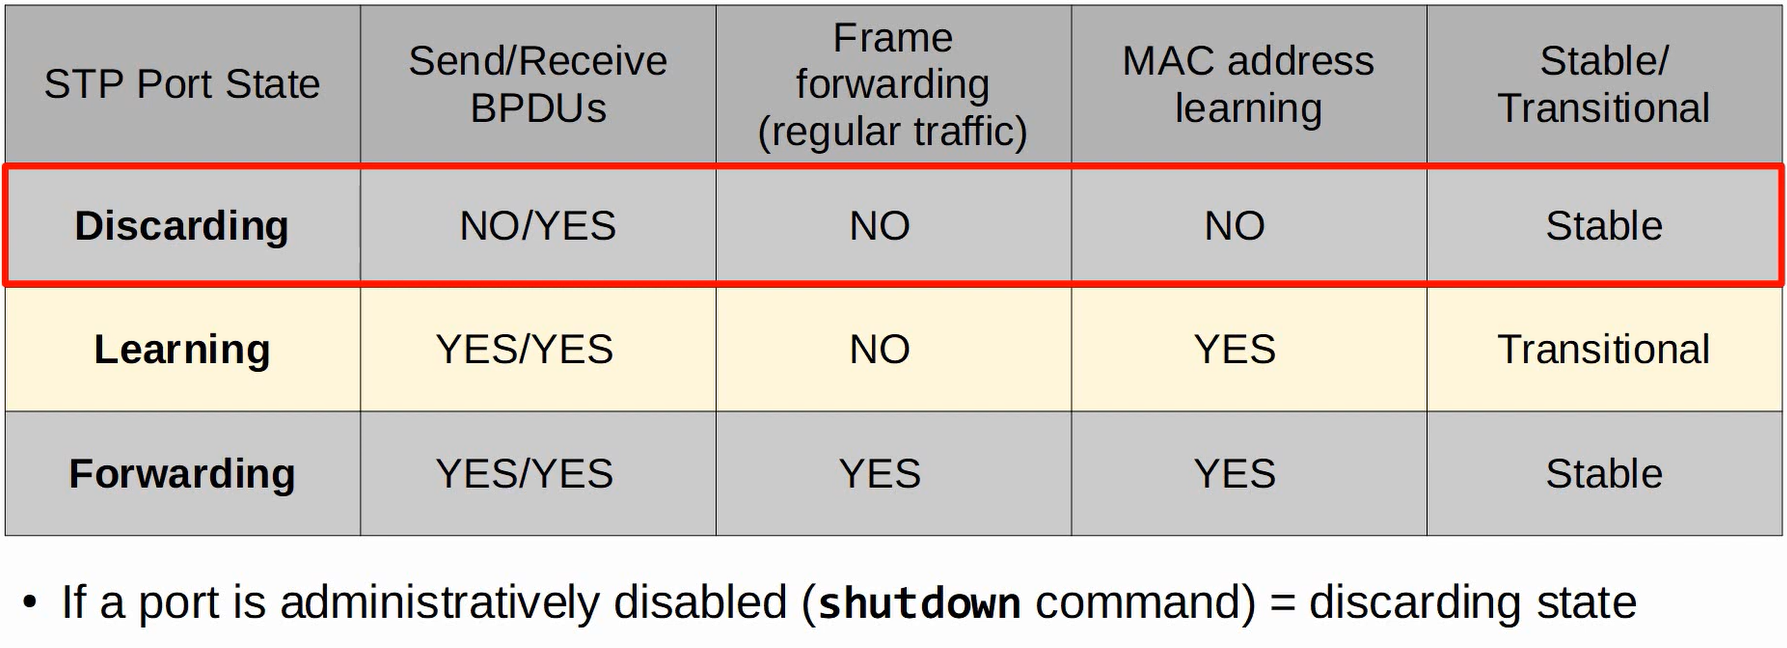 STP Port State
Send/Receive
BPDUs
Frame
forwarding
(regular traffic)
MAC address
learning
Stable/
Transitional
Discarding
NO/YES
NO
NO
Stable
Learning
YES/YES
NO
YES
Transitional
Forwarding
YES/YES
YES
YES
Stable
• If a port is administratively disabled (shutdown command) = discarding state